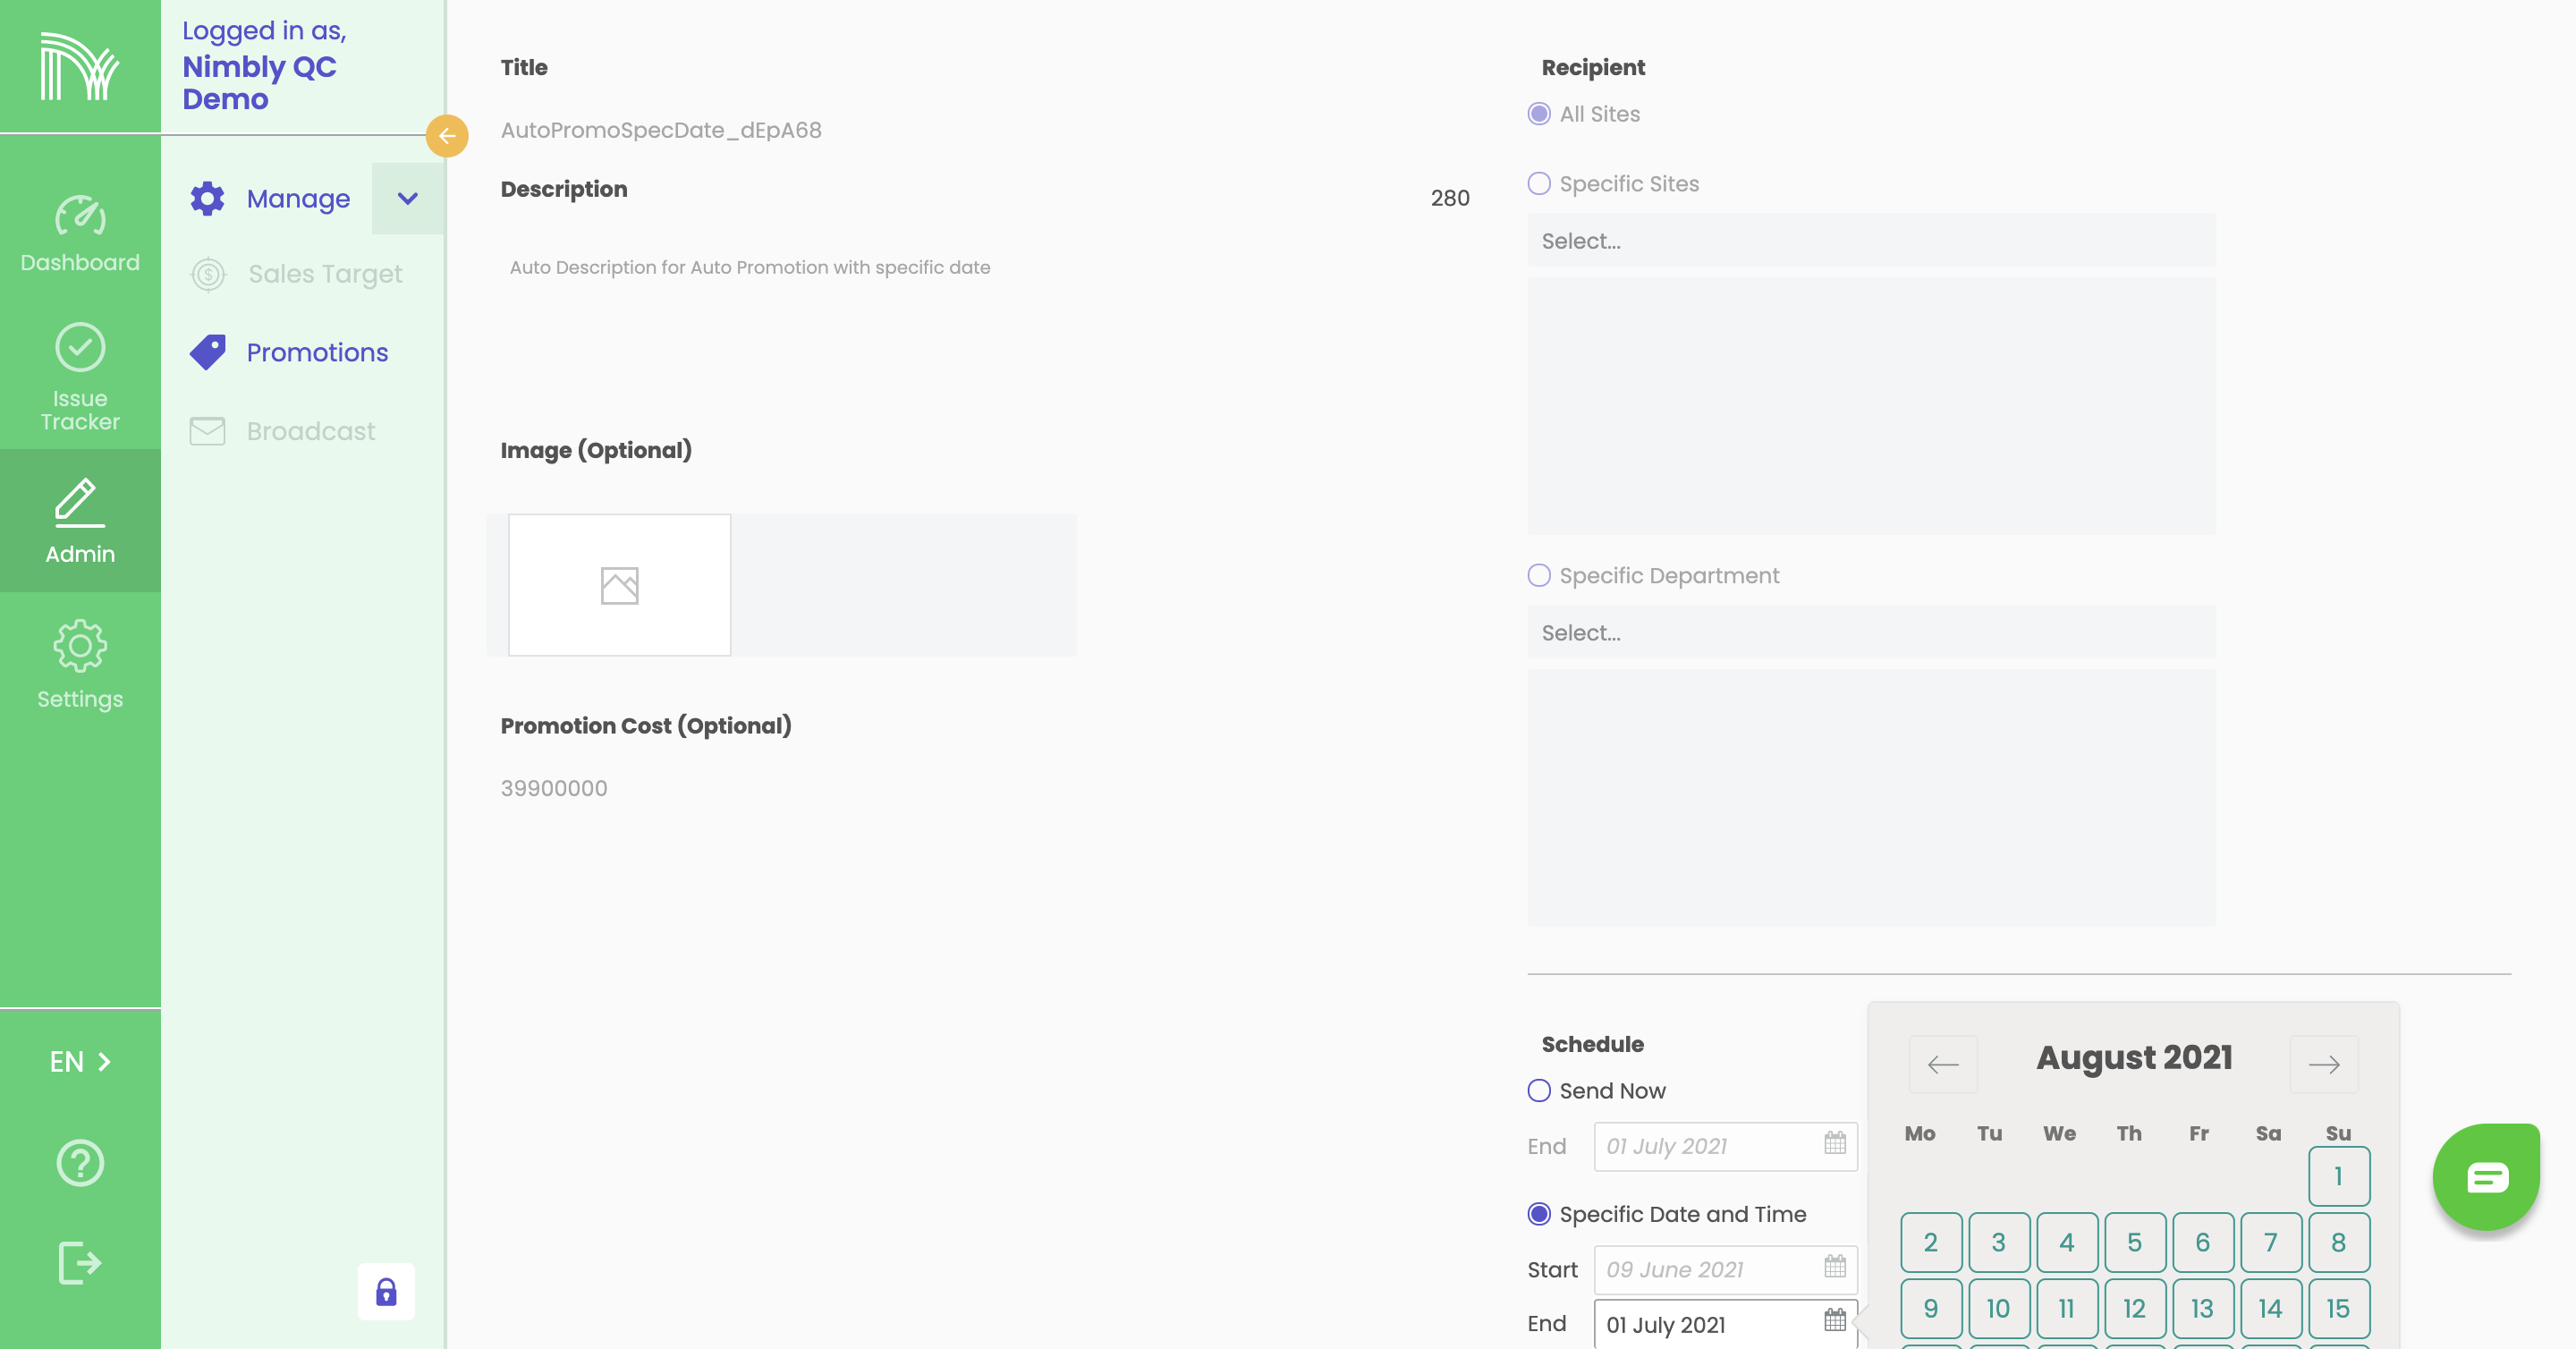 Logged in as,
Nimbly QC
Demo
Dashboard
Issue
Tracker
Admin
Settings
EN
Manage
Sales Target
Promotions
Broadcast
Title
AutoPromoSpecDate_dEpA68
Description
280
Auto Description for Auto Promotion with specific date
Image (Optional)
Promotion Cost (Optional)
39900000
Recipient
All Sites
Specific Sites
Select...
Specific Department
Select...
Schedule
Send Now
End 01 July 2021
Specific Date and Time
Start 09 June 2021
End 01 July 2021
August 2021
Mo Tu We Th Fr Sa Su
1
2 3 4 5 6 7 8
9 10 11 12 13 14 15